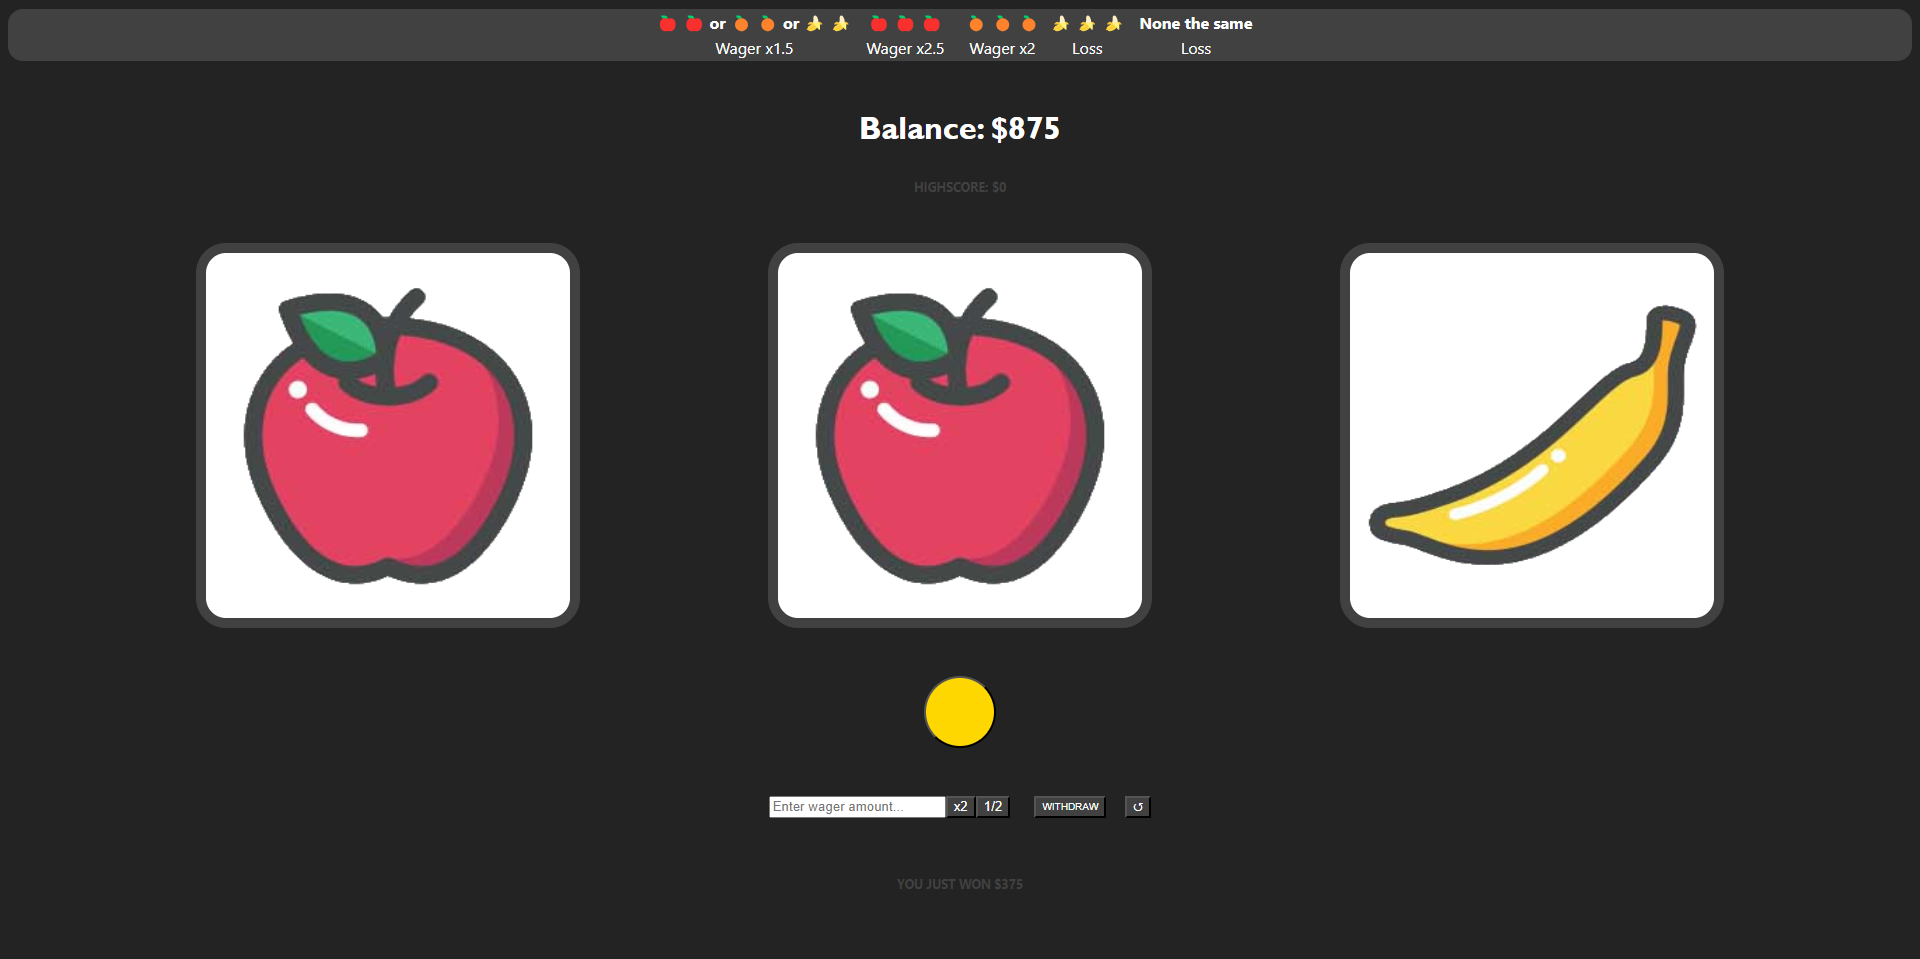 🍎 🍎 or 🍊 🍊 or 🍌 🍌 🍎 🍎 🍎 🍊 🍊 🍊 🍌 🍌 🍌 None the same
Wager x1.5 Wager x2.5 Wager x2 Loss Loss
Balance: $875
HIGHSCORE: $0
Enter wager amount... x2 1/2 WITHDRAW ↺
YOU JUST WON $375